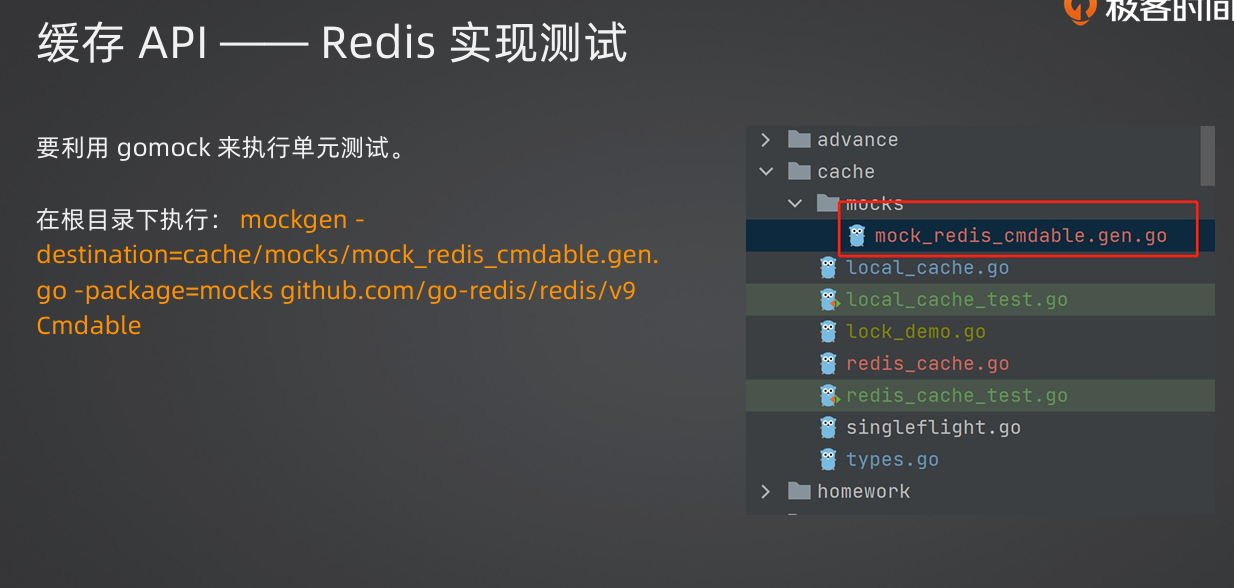 极客时间
缓存 API —— Redis 实现测试
要利用 gomock 来执行单元测试。
在根目录下执行： mockgen -
destination=cache/mocks/mock_redis_cmdable.gen.
go -package=mocks github.com/go-redis/redis/v9
Cmdable
advance
cache
mocks
mock_redis_cmdable.gen.go
local_cache.go
local_cache_test.go
lock_demo.go
redis_cache.go
redis_cache_test.go
singleflight.go
types.go
homework